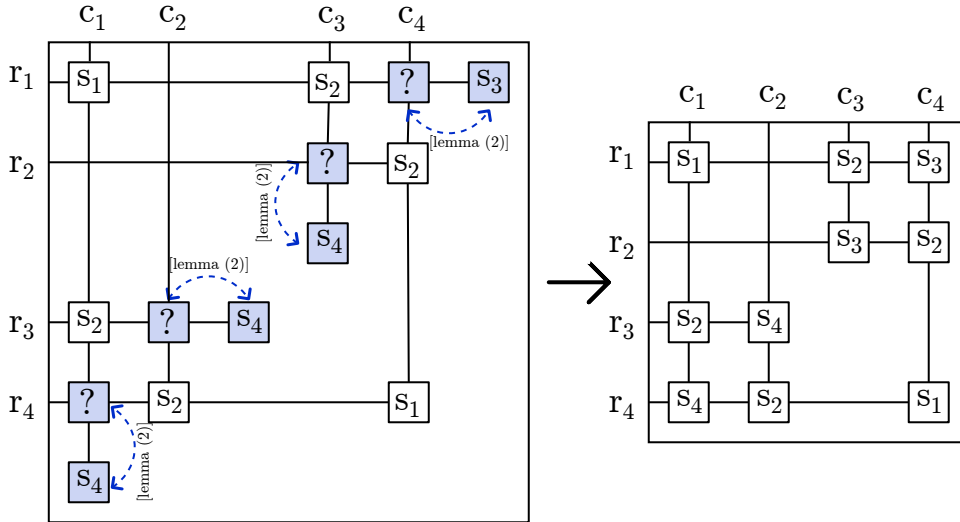 c1 c2 c3 c4
r1 s1 s2 ? s3
[lemma (2)]
r2 ? s2
[lemma (2)]
s4
[lemma (2)]
r3 s2 ? s4
r4 ? s2 s1
[lemma (2)]
s4
c1 c2 c3 c4
r1 s1 s2 s3
r2 s3 s2
r3 s2 s4
r4 s4 s2 s1